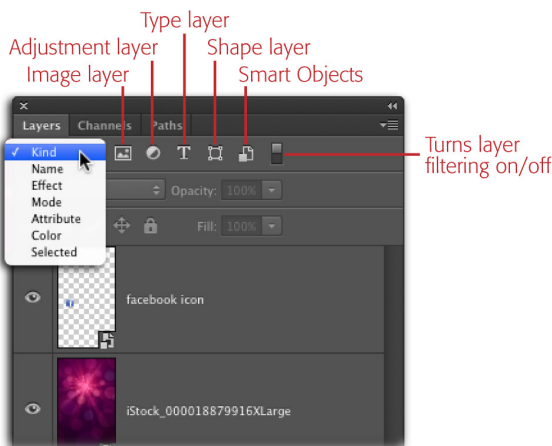 Type layer
Adjustment layer
Shape layer
Image layer
Smart Objects
Layers Channels Paths
Kind
T
Turns layer
filtering on/off
Name
Effect
Mode
Opacity: 100%
Attribute
Color
Fill: 100%
Selected
facebook icon
iStock_000018879916XLarge